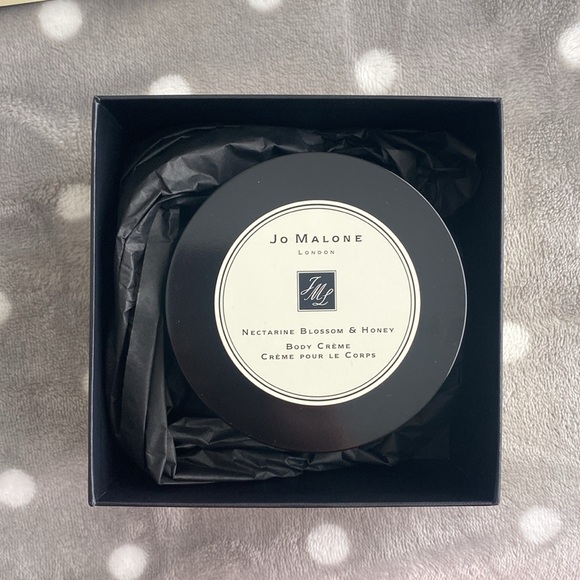 Jo Malone
London
JML
Nectarine Blossom & Honey
Body Crème
Crème pour le Corps